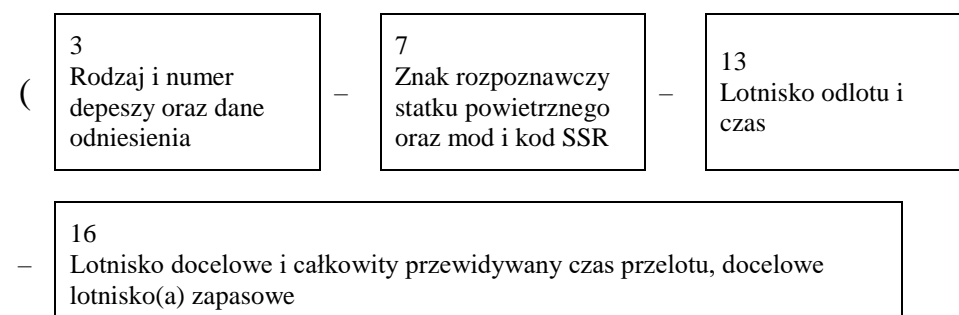 3
Rodzaj i numer
depeszy oraz dane
odniesienia
7
Znak rozpoznawczy
statku powietrznego
oraz mod i kod SSR
13
Lotnisko odlotu i
czas
( – –
16
– Lotnisko docelowe i całkowity przewidywany czas przelotu, docelowe
lotnisko(a) zapasowe